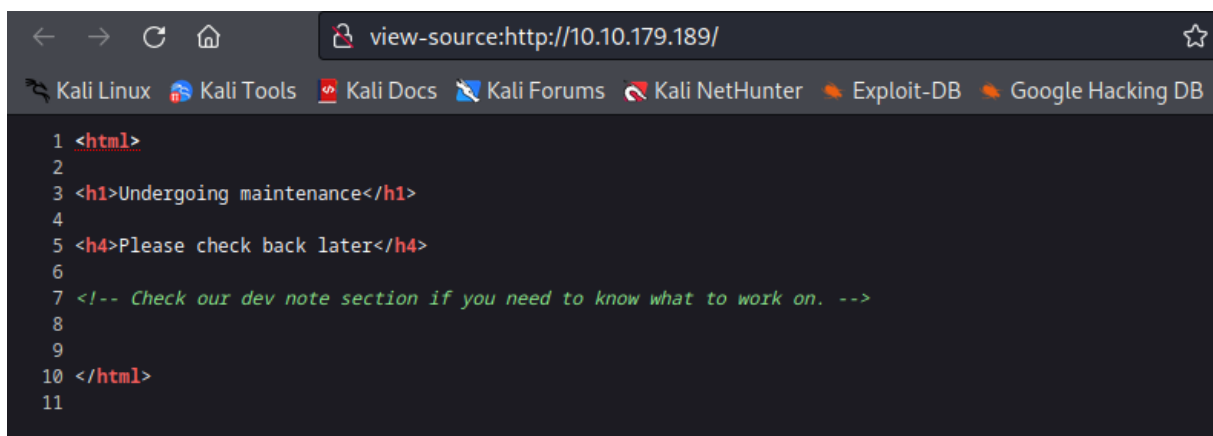 view-source:http://10.10.179.189/
Kali Linux Kali Tools Kali Docs Kali Forums Kali NetHunter Exploit-DB Google Hacking DB
1 <html>
2
3 <h1>Undergoing maintenance</h1>
4
5 <h4>Please check back later</h4>
6
7 <!-- Check our dev note section if you need to know what to work on. -->
8
9
10 </html>
11